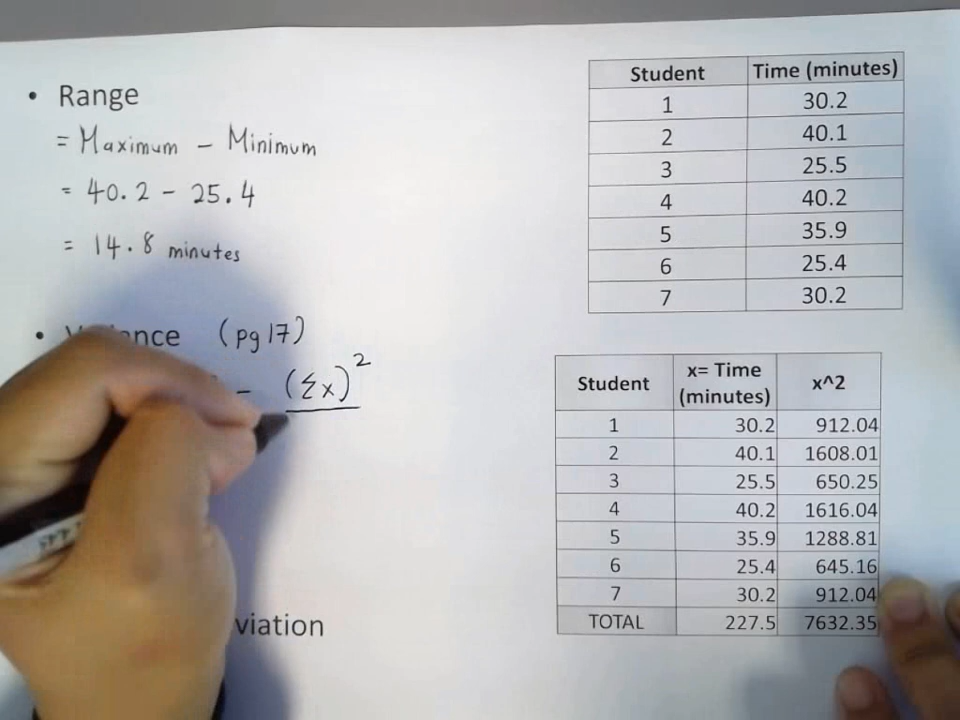 • Range
= Maximum - Minimum
= 40.2 - 25.4
= 14.8 minutes
(pg 17)
- (Σx)²
viation
Student Time (minutes)
1 30.2
2 40.1
3 25.5
4 40.2
5 35.9
6 25.4
7 30.2
Student x= Time (minutes) x^2
1 30.2 912.04
2 40.1 1608.01
3 25.5 650.25
4 40.2 1616.04
5 35.9 1288.81
6 25.4 645.16
7 30.2 912.04
TOTAL 227.5 7632.35